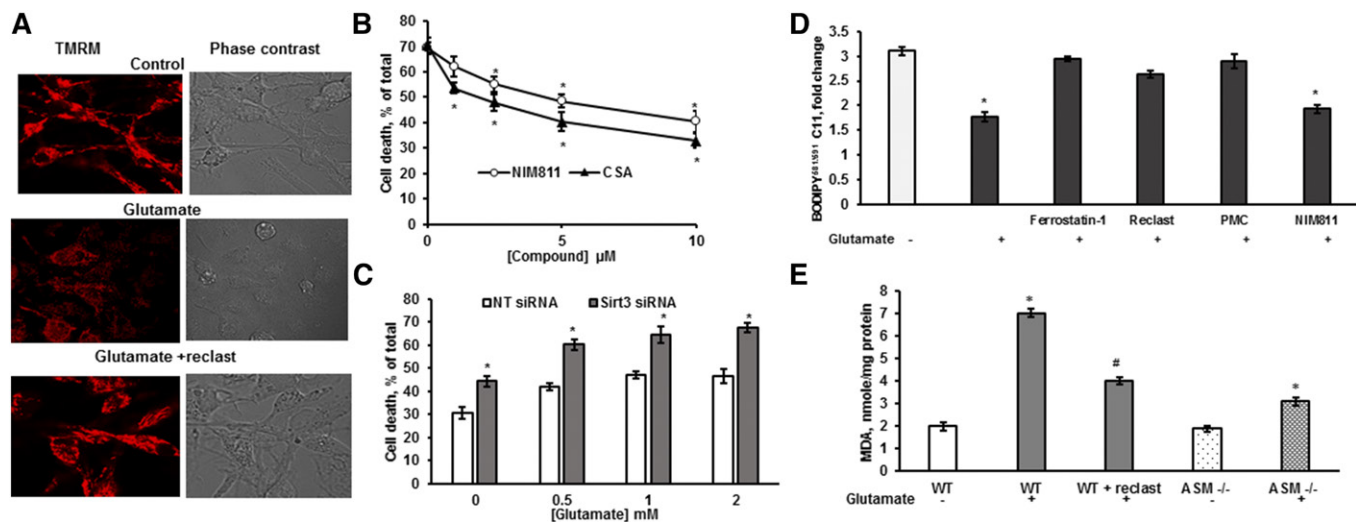 A
TMRM
Phase contrast
Control
Glutamate
Glutamate +reclast
B
80
70
60
50
40
30
20
10
0
Cell death, % of total
NIM811
CSA
0
5
10
[Compound] µM
C
NT siRNA
Sirt3 siRNA
80
70
60
50
40
30
20
10
0
Cell death, % of total
* * * *
0
0.5
1
2
[Glutamate] mM
D
3.5
3
2.5
2
1.5
1
0.5
0
C11, fold change
* *
Ferrostatin-1 Reclast PMC NIM811
Glutamate - + + + + +
E
8
7
6
5
4
3
2
1
0
MDA, nmole/mg protein
* # *
WT WT WT + reclast ASM -/- ASM -/-
Glutamate - + + - +